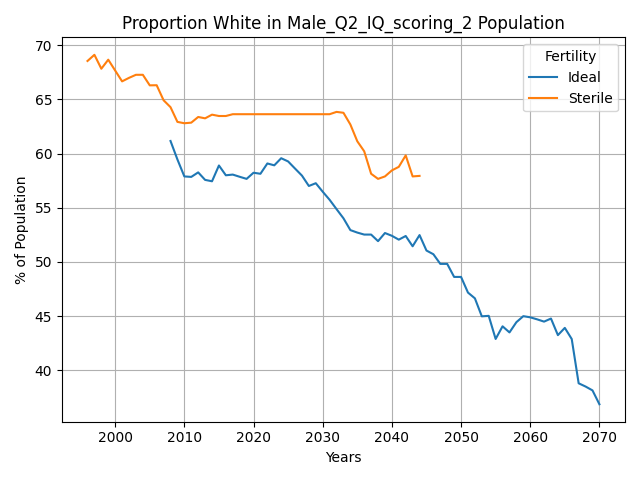 Proportion White in Male_Q2_IQ_scoring_2 Population
% of Population
70
65
60
55
50
45
40
Fertility
Ideal
Sterile
2000 2010 2020 2030 2040 2050 2060 2070
Years